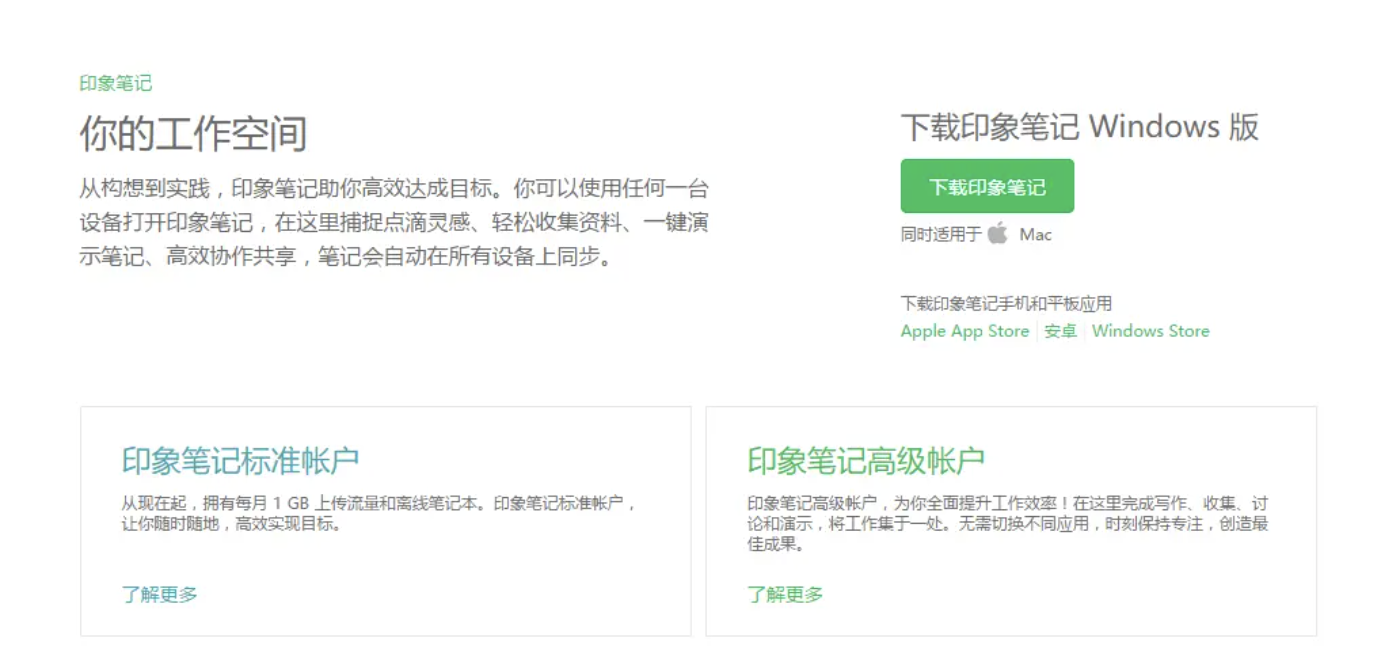 印象笔记
你的工作空间
从构想到实践，印象笔记助你高效达成目标。你可以使用任何一台
设备打开印象笔记，在这里捕捉点滴灵感、轻松收集资料、一键演
示笔记、高效协作共享，笔记会自动在所有设备上同步。
下载印象笔记 Windows 版
下载印象笔记
同时适用于 Mac
下载印象笔记手机和平板应用
Apple App Store 安卓 Windows Store
印象笔记标准帐户
从现在起，拥有每月 1 GB 上传流量和离线笔记本。印象笔记标准帐户，
让你随时随地，高效实现目标。
了解更多
印象笔记高级帐户
印象笔记高级帐户，为你全面提升工作效率！在这里完成写作、收集、讨
论和演示，将工作集于一处。无需切换不同应用，时刻保持专注，创造最
佳成果。
了解更多